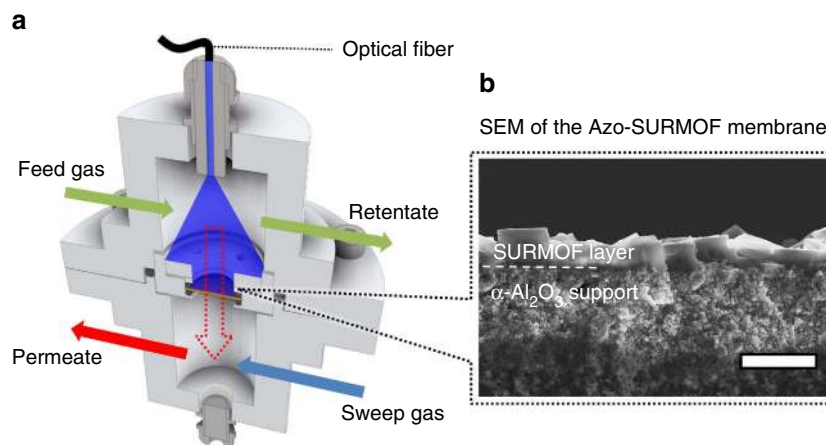 a
Optical fiber
b
SEM of the Azo-SURMOF membrane
Feed gas
Retentate
SURMOF layer
α-Al₂O₃ support
Permeate
Sweep gas